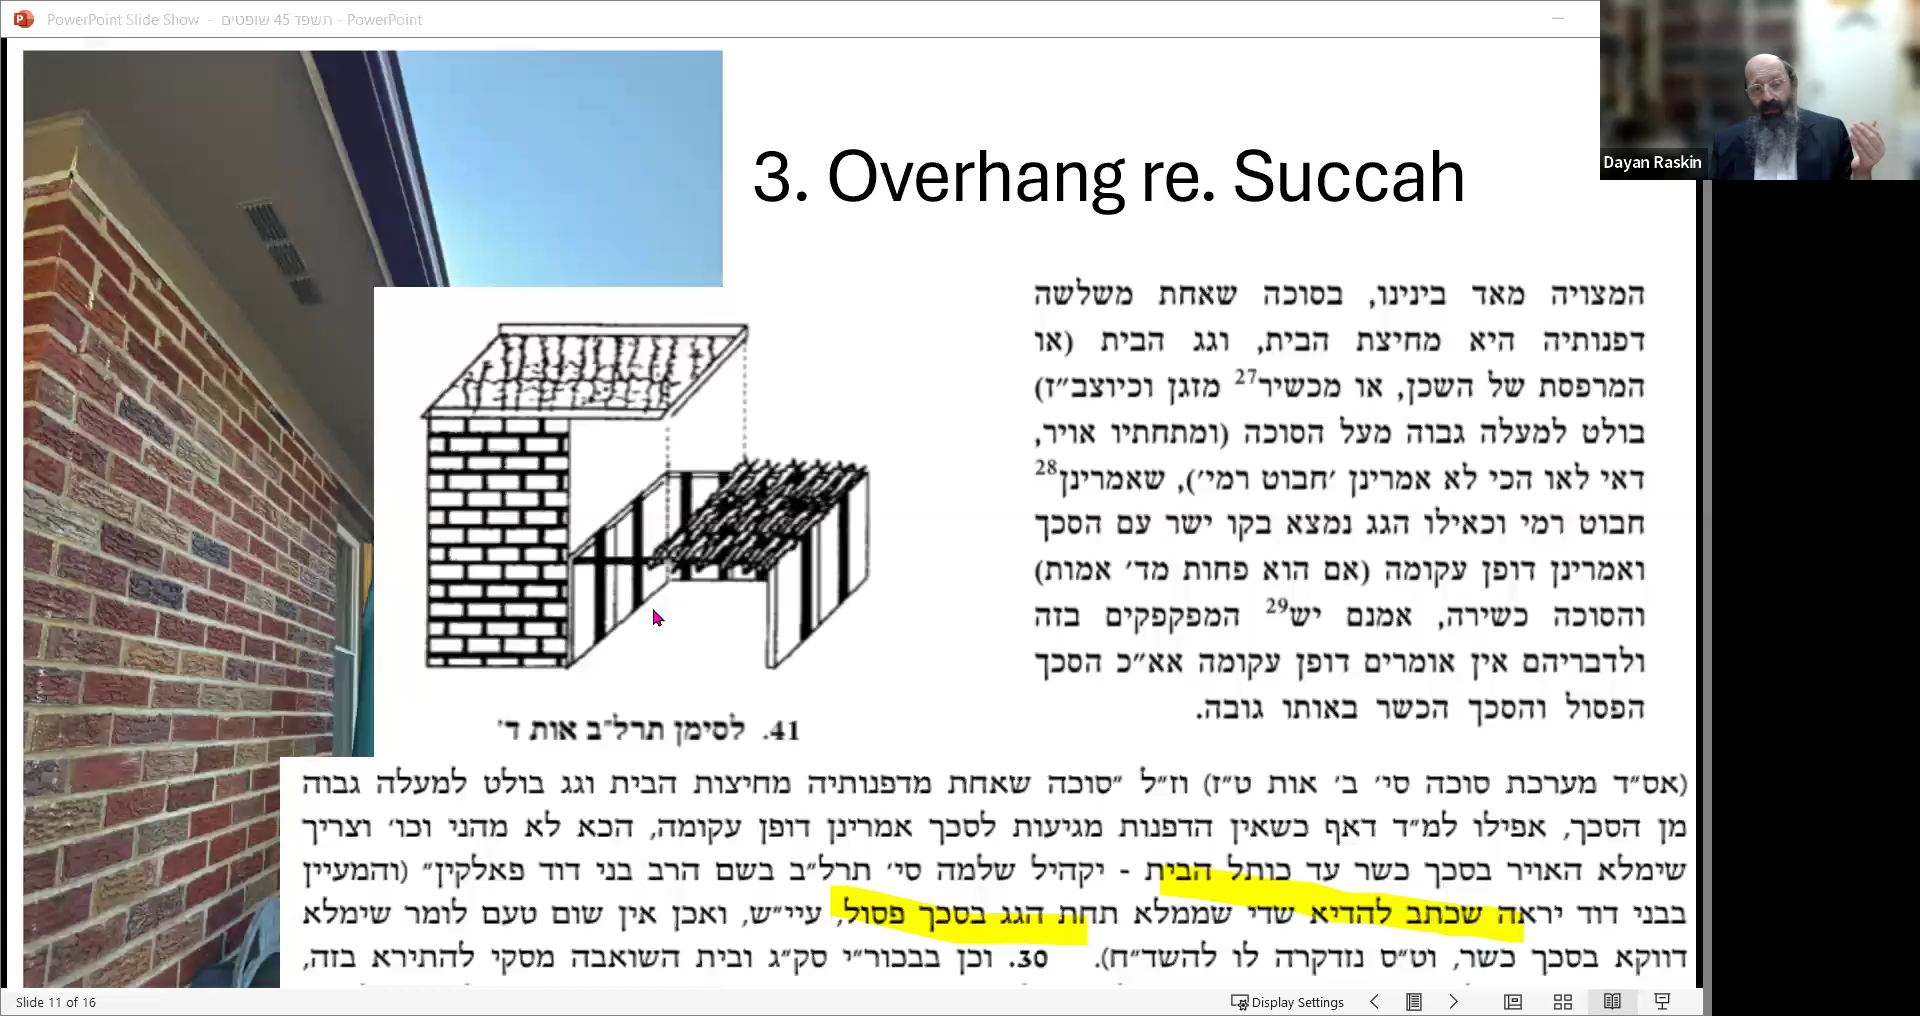 PowerPoint Slide Show - תשפד 45 שופטים - PowerPoint
Dayan Raskin
3. Overhang re. Succah
המצויה מאד בינינו, בסוכה שאחת משלשה
דפנותיה היא מחיצת הבית, וגג הבית (או
המרפסת של השכן, או מכשיר27 מזגן וכיוצב״ז)
בולט למעלה גבוה מעל הסוכה (ומתחתיו אויר,
דאי לאו הכי לא אמרינן ׳חבוט רמי׳), שאמרינן28
חבוט רמי וכאילו הגג נמצא בקו ישר עם הסכך
ואמרינן דופן עקומה (אם הוא פחות מד׳ אמות)
והסוכה כשירה, אמנם יש29 המפקפקים בזה
ולדבריהם אין אומרים דופן עקומה אא״כ הסכך
הפסול והסכך הכשר באותו גובה.
41. לסימן תרל״ב אות ד׳
(אס״ד מערכת סוכה סי׳ ב׳ אות ט״ז) וז״ל ״סוכה שאחת מדפנותיה מחיצות הבית וגג בולט למעלה גבוה
מן הסכך, אפילו למ״ד דאף כשאין הדפנות מגיעות לסכך אמרינן דופן עקומה, הכא לא מהני וכו׳ וצריך
שימלא האויר בסכך כשר עד כותל הבית - יקהיל שלמה סי׳ תרל״ב בשם הרב בני דוד פאלקין״ (והמעיין
בבני דוד יראה שכתב להדיא שדי שממלא תחת הגג בסכך פסול, עיי״ש, ואכן אין שום טעם לומר שימלא
דווקא בסכך כשר, וט״ס נזדקרה לו להשד״ח). 30. וכן בבכור״י סק״ג ובית השואבה מסקי להתירא בזה,
Slide 11 of 16
Display Settings